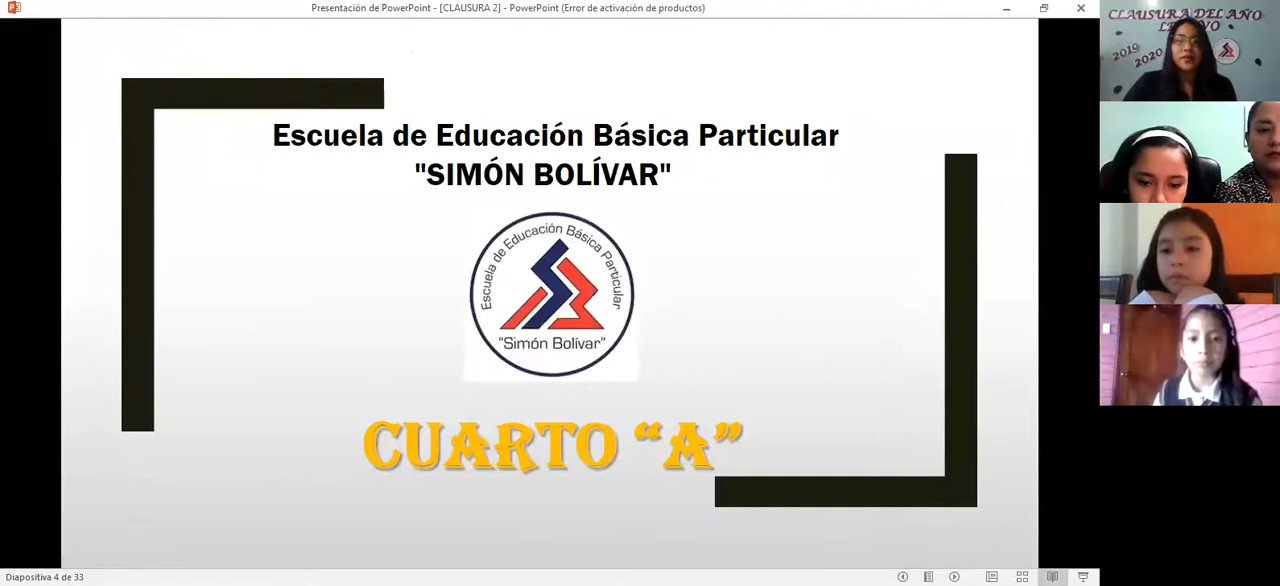 Presentación de PowerPoint - [CLAUSURA 2] - PowerPoint (Error de activación de productos)
Escuela de Educación Básica Particular
"SIMÓN BOLÍVAR"
Escuela de Educación Básica Particular
"Simón Bolívar"
CUARTO “A”
Diapositiva 4 de 33
CLAUSURA DEL AÑO
LECTIVO
2019
2020